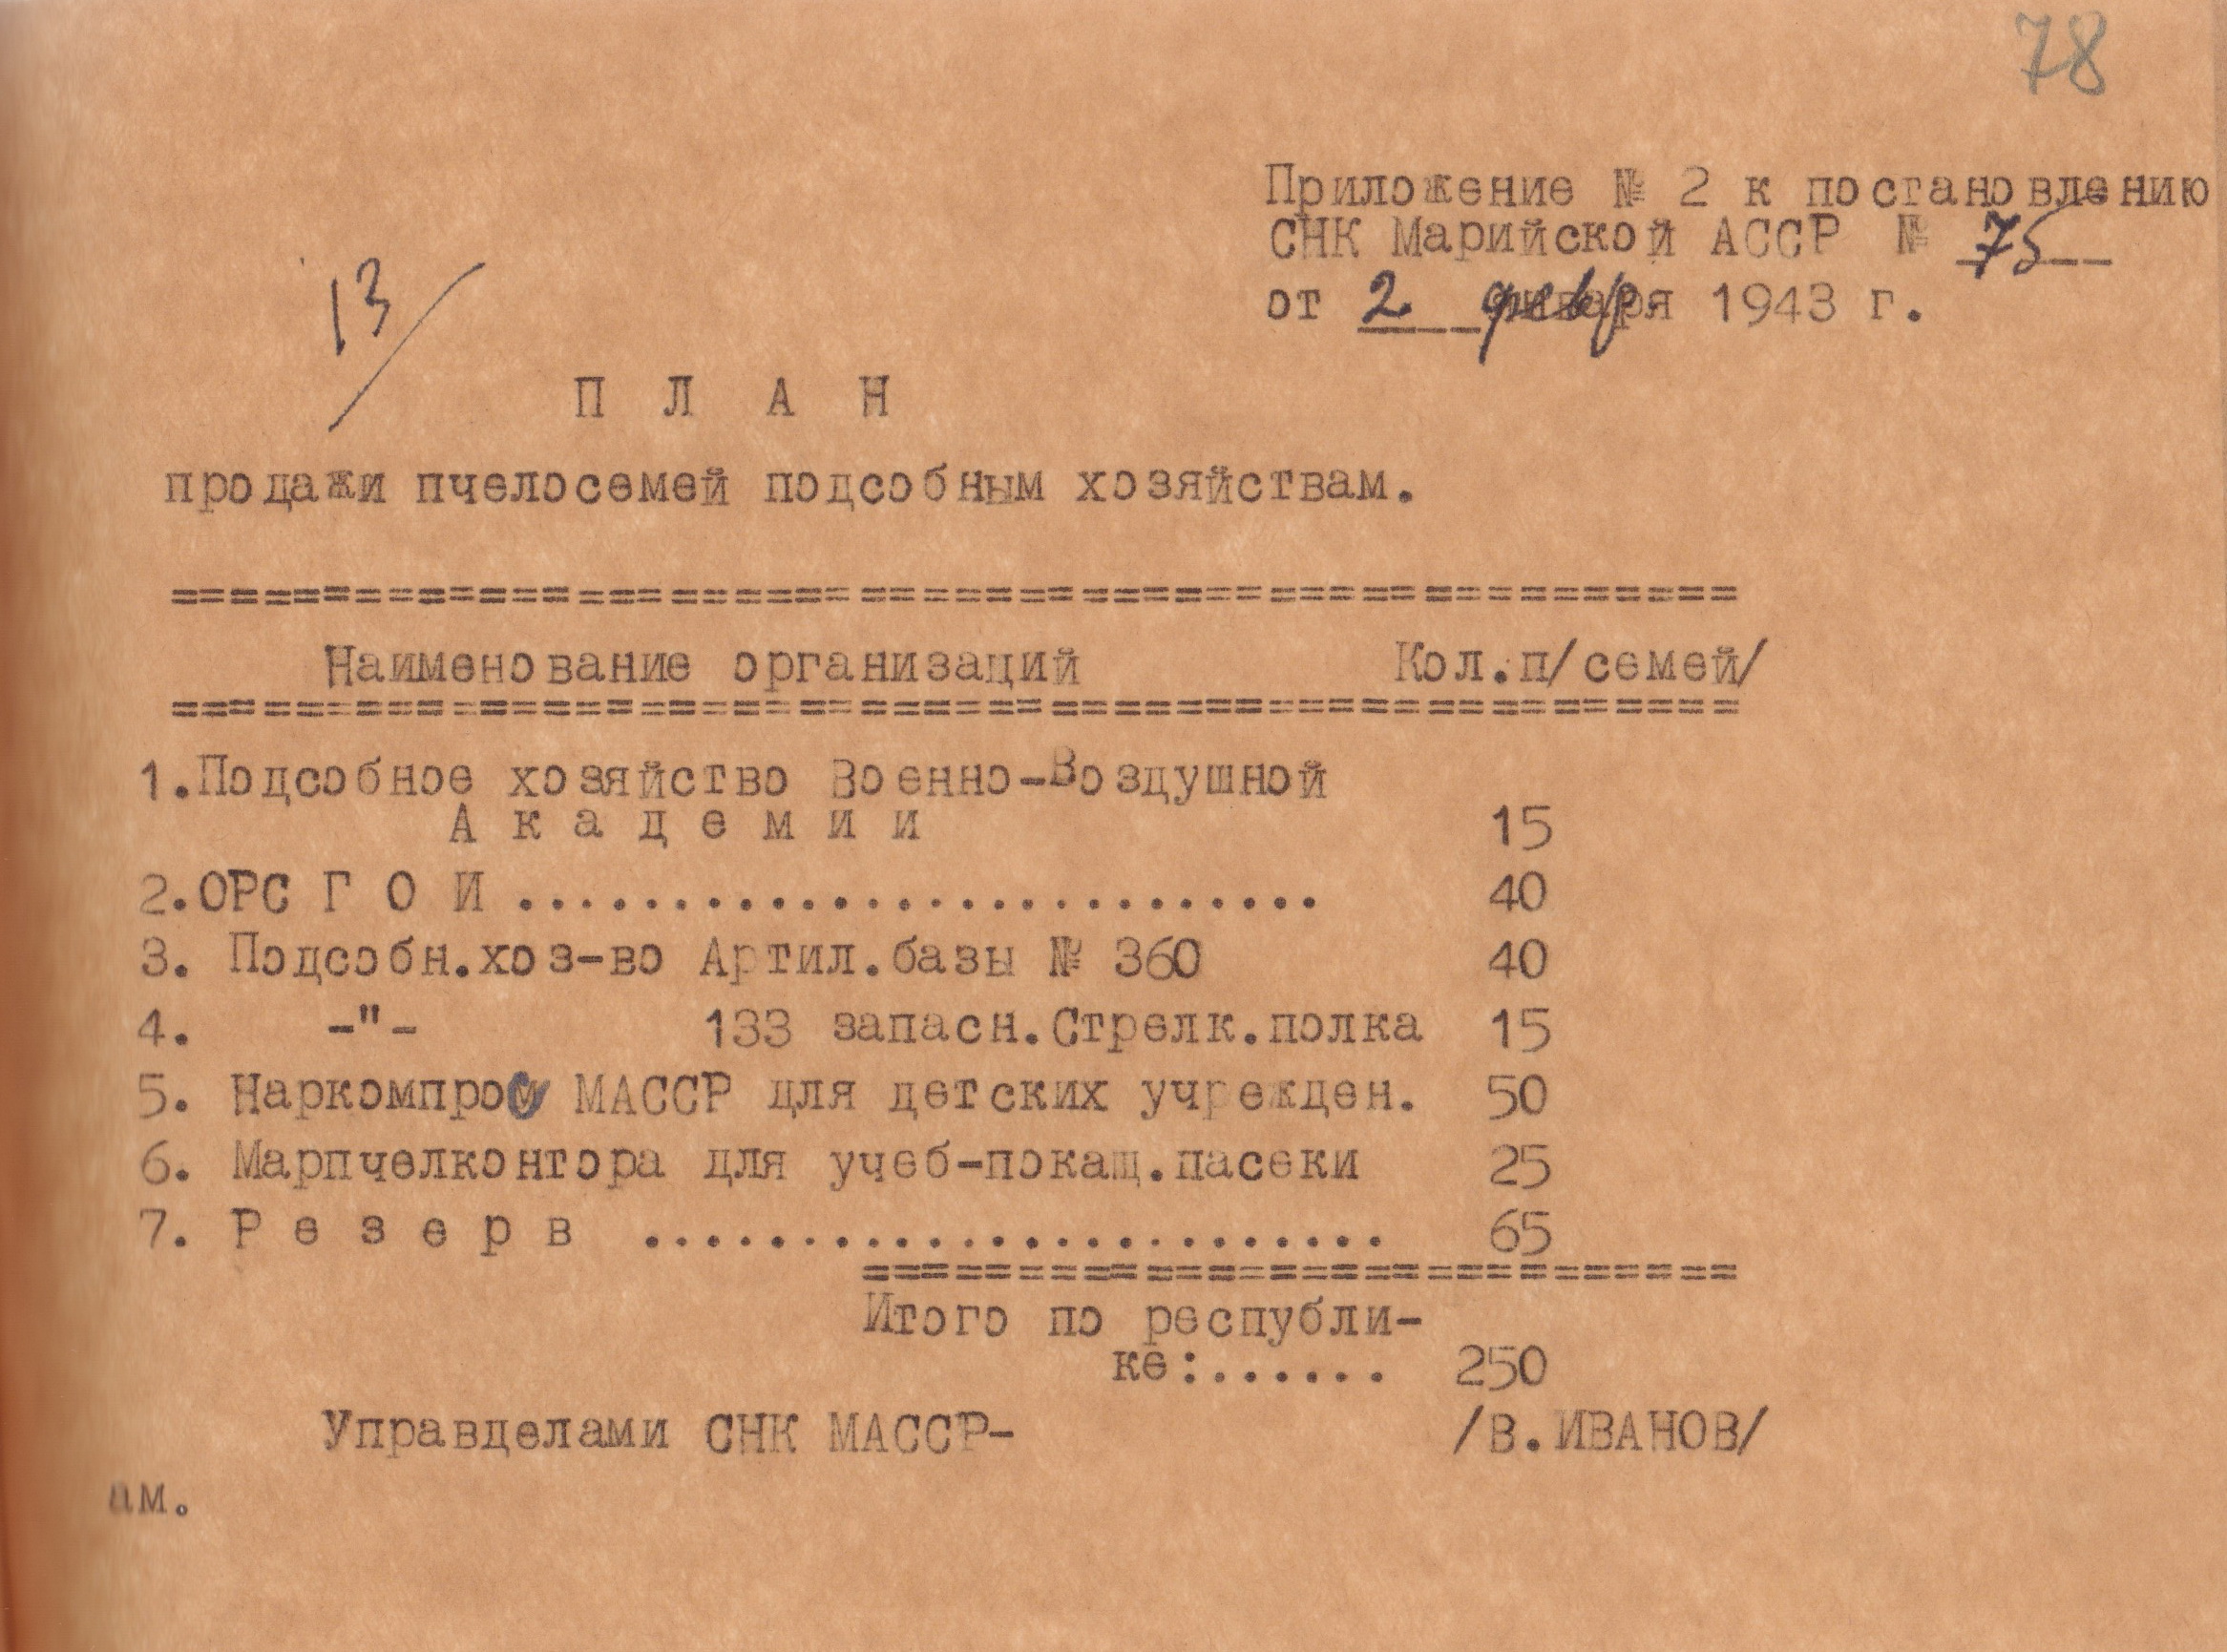 78
Приложение № 2 к постановлению
СНК Марийской АССР № 75
от 2 февр. 1943 г.
13/
П Л А Н
продажи пчелосемей подсобным хозяйствам.
Наименование организаций Кол.п/семей/
1.Подсобное хозяйство Военно-Воздушной
А к а д е м и и 15
2.ОРС Г О И .......................... 40
3. Подсобн.хоз-во Артил.базы № 360 40
4. -"- 133 запасн.Стрелк.полка 15
5. Наркомпрос МАССР для детских учрежден. 50
6. Марпчелконтора для учеб-покащ.пасеки 25
7. Р е з е р в ........................ 65
Итого по республи-
ке:...... 250
Управделами СНК МАССР- /В.ИВАНОВ/
ам.